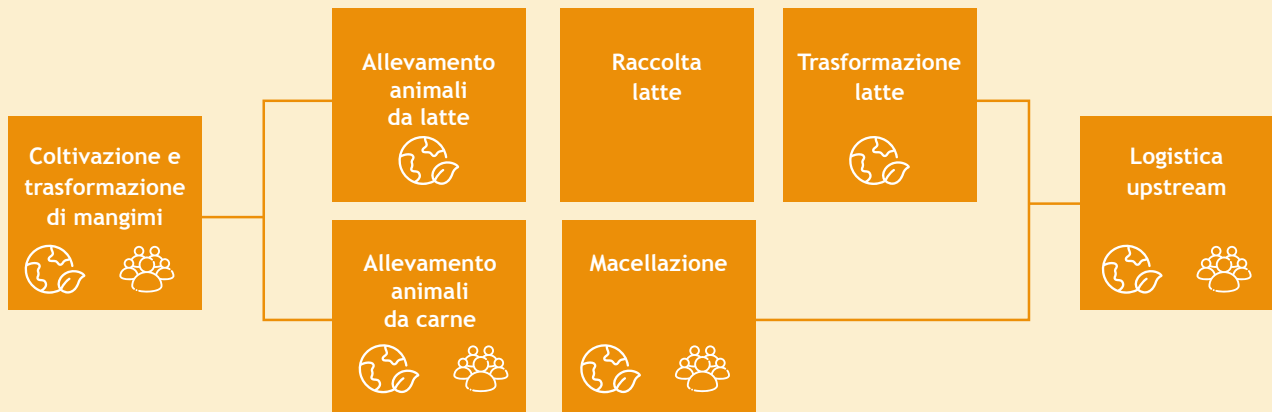 Coltivazione e
trasformazione
di mangimi
Allevamento
animali
da latte
Raccolta
latte
Trasformazione
latte
Allevamento
animali
da carne
Macellazione
Logistica
upstream